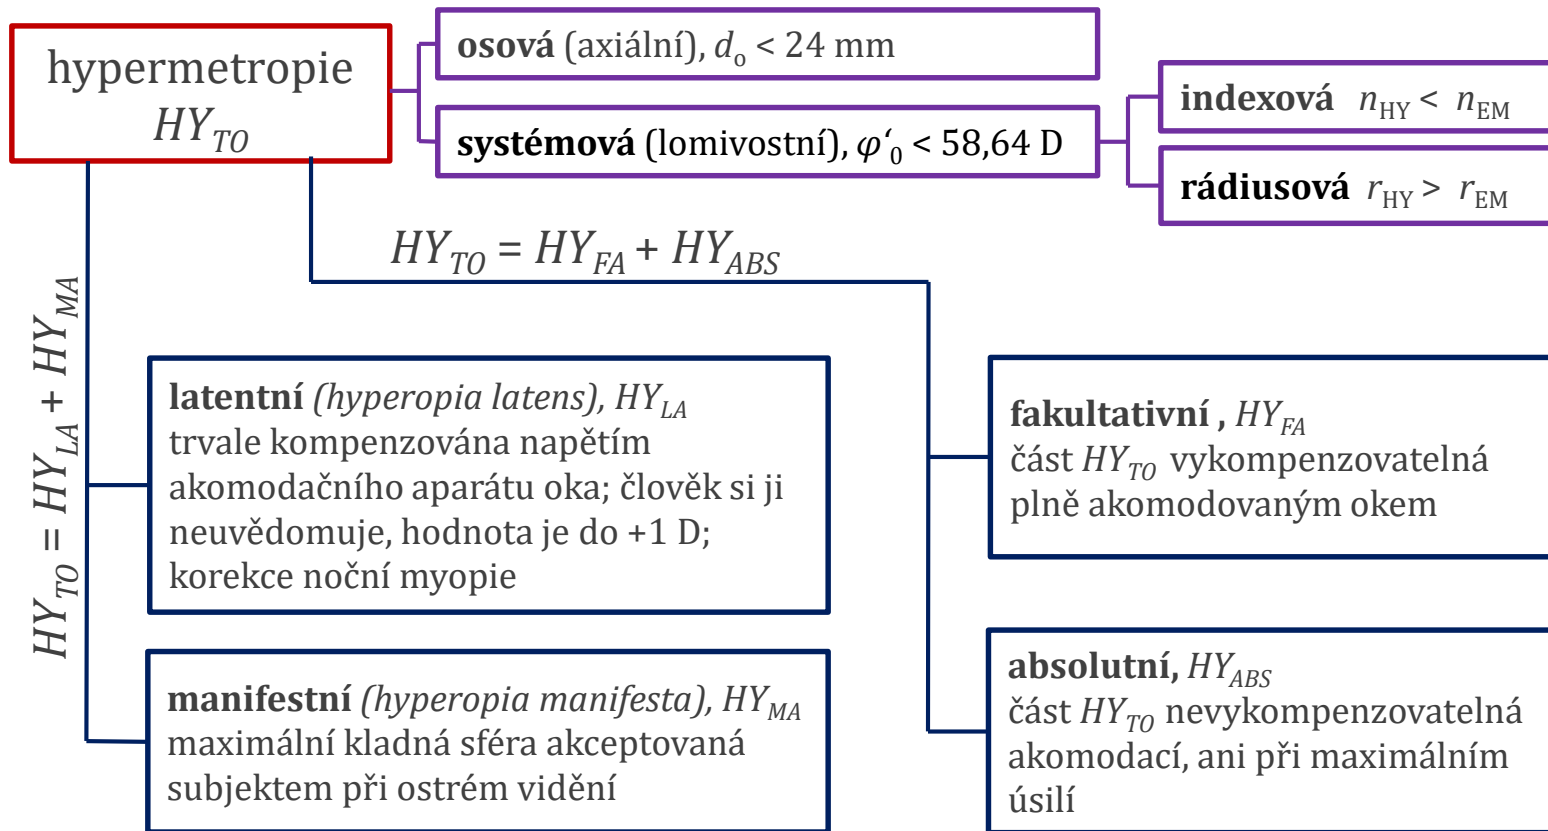 hypermetropie
HY_TO
osová (axiální), d_o < 24 mm
systémová (lomivostní), φ‘_0 < 58,64 D
indexová n_HY < n_EM
rádiusová r_HY > r_EM
HY_TO = HY_FA + HY_ABS
HY_TO = HY_LA + HY_MA
latentní (hyperopia latens), HY_LA
trvale kompenzována napětím
akomodačního aparátu oka; člověk si ji
neuvědomuje, hodnota je do +1 D;
korekce noční myopie
manifestní (hyperopia manifesta), HY_MA
maximální kladná sféra akceptovaná
subjektem při ostrém vidění
fakultativní , HY_FA
část HY_TO vykompenzovatelná
plně akomodovaným okem
absolutní, HY_ABS
část HY_TO nevykompenzovatelná
akomodací, ani při maximálním
úsilí